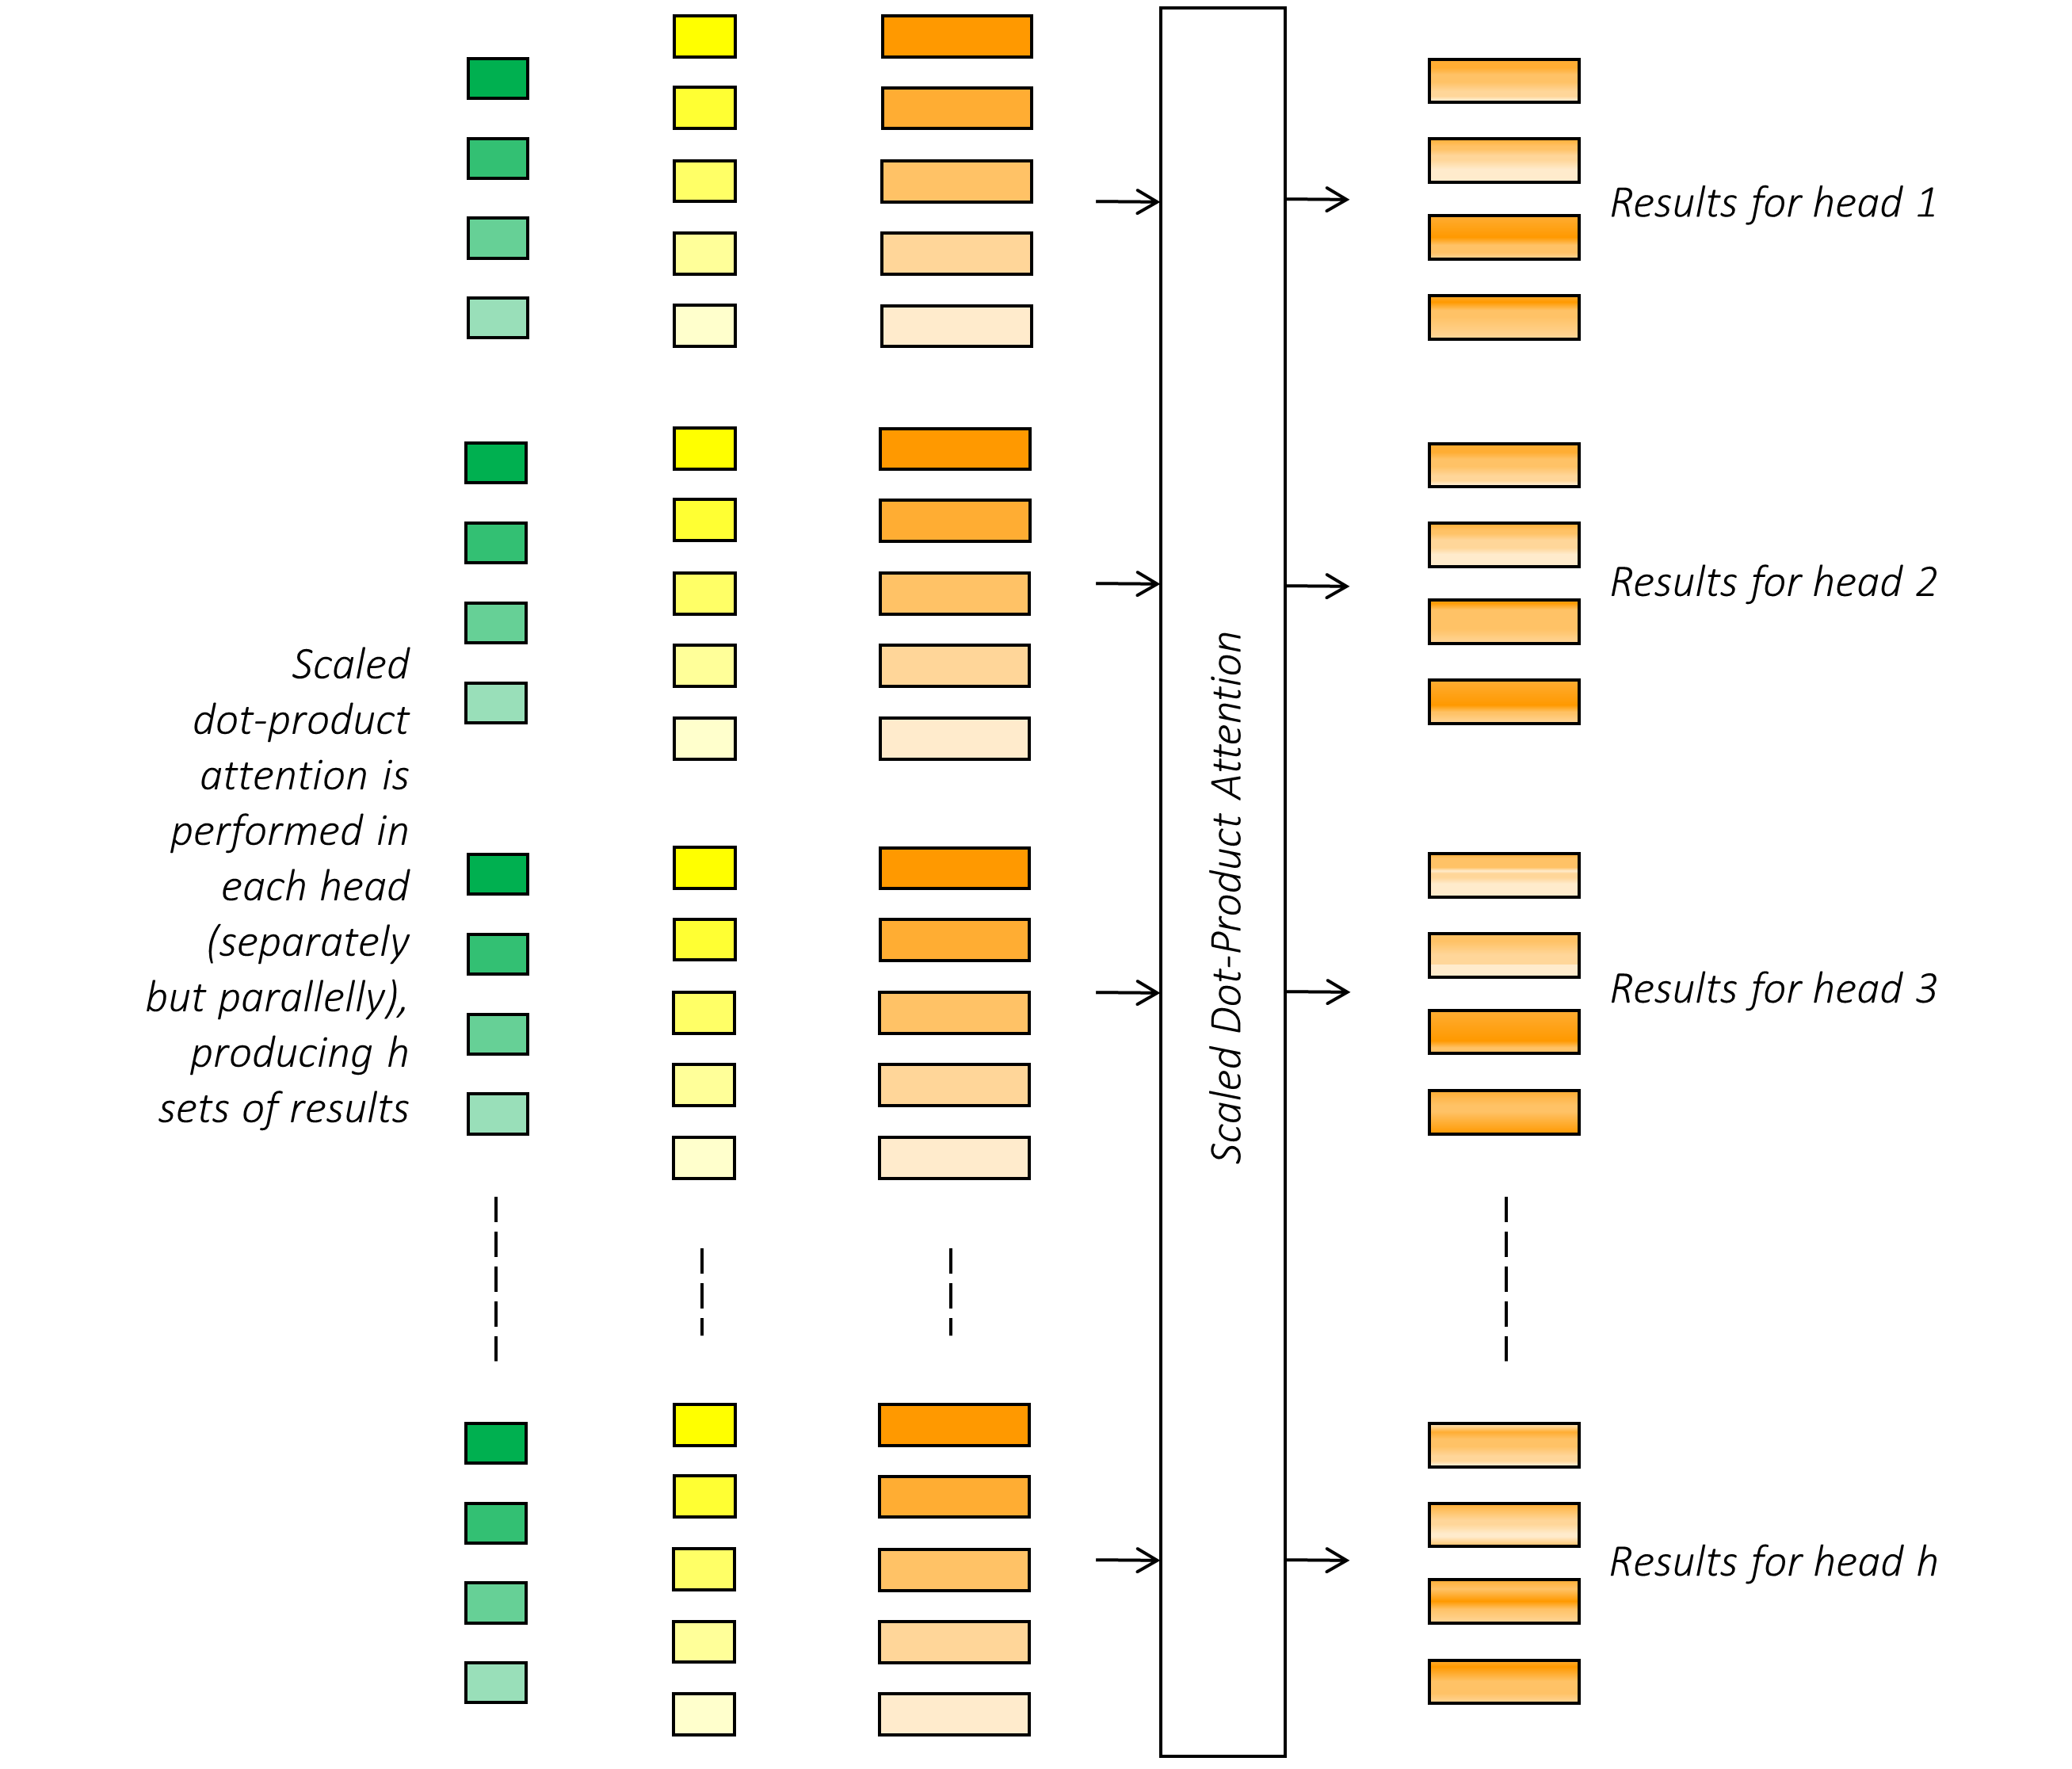 Scaled
dot-product
attention is
performed in
each head
(separately
but parallelly),
producing h
sets of results
Scaled Dot-Product Attention
Results for head 1
Results for head 2
Results for head 3
Results for head h